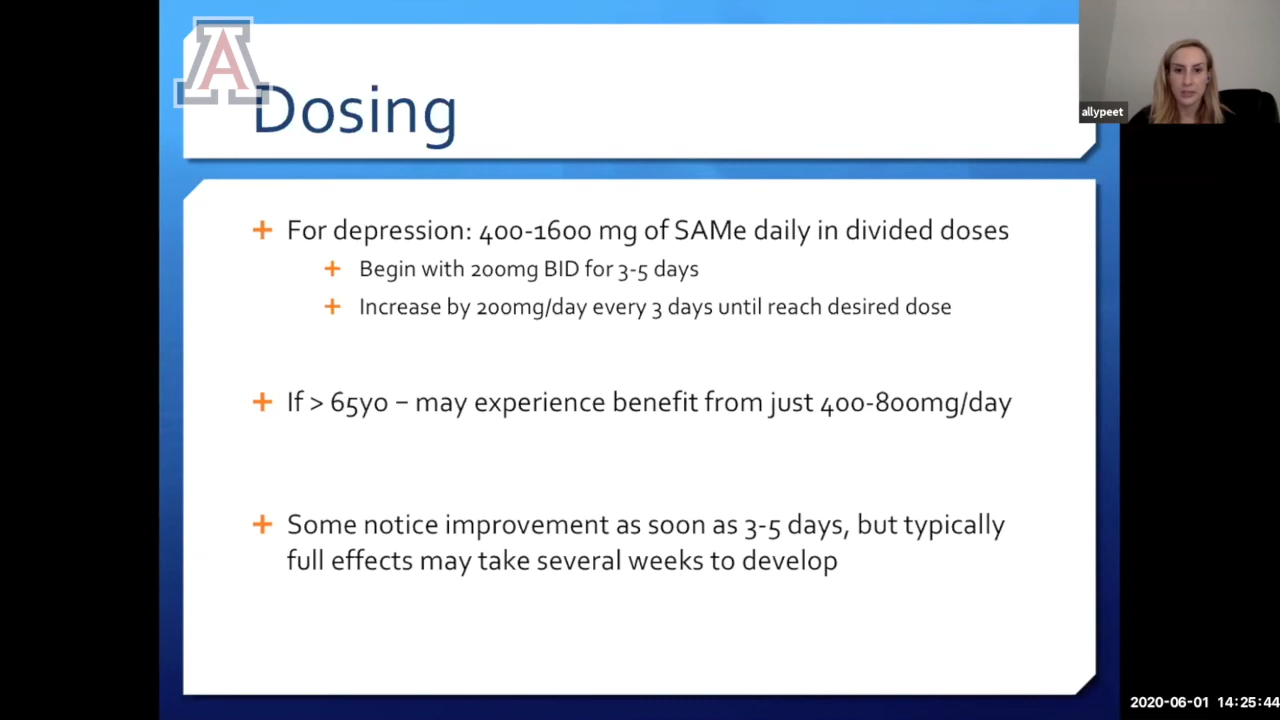 A
Dosing
allypeet
+ For depression: 400-1600 mg of SAMe daily in divided doses
+ Begin with 200mg BID for 3-5 days
+ Increase by 200mg/day every 3 days until reach desired dose
+ If > 65yo – may experience benefit from just 400-800mg/day
+ Some notice improvement as soon as 3-5 days, but typically
full effects may take several weeks to develop
2020-06-01 14:25:44